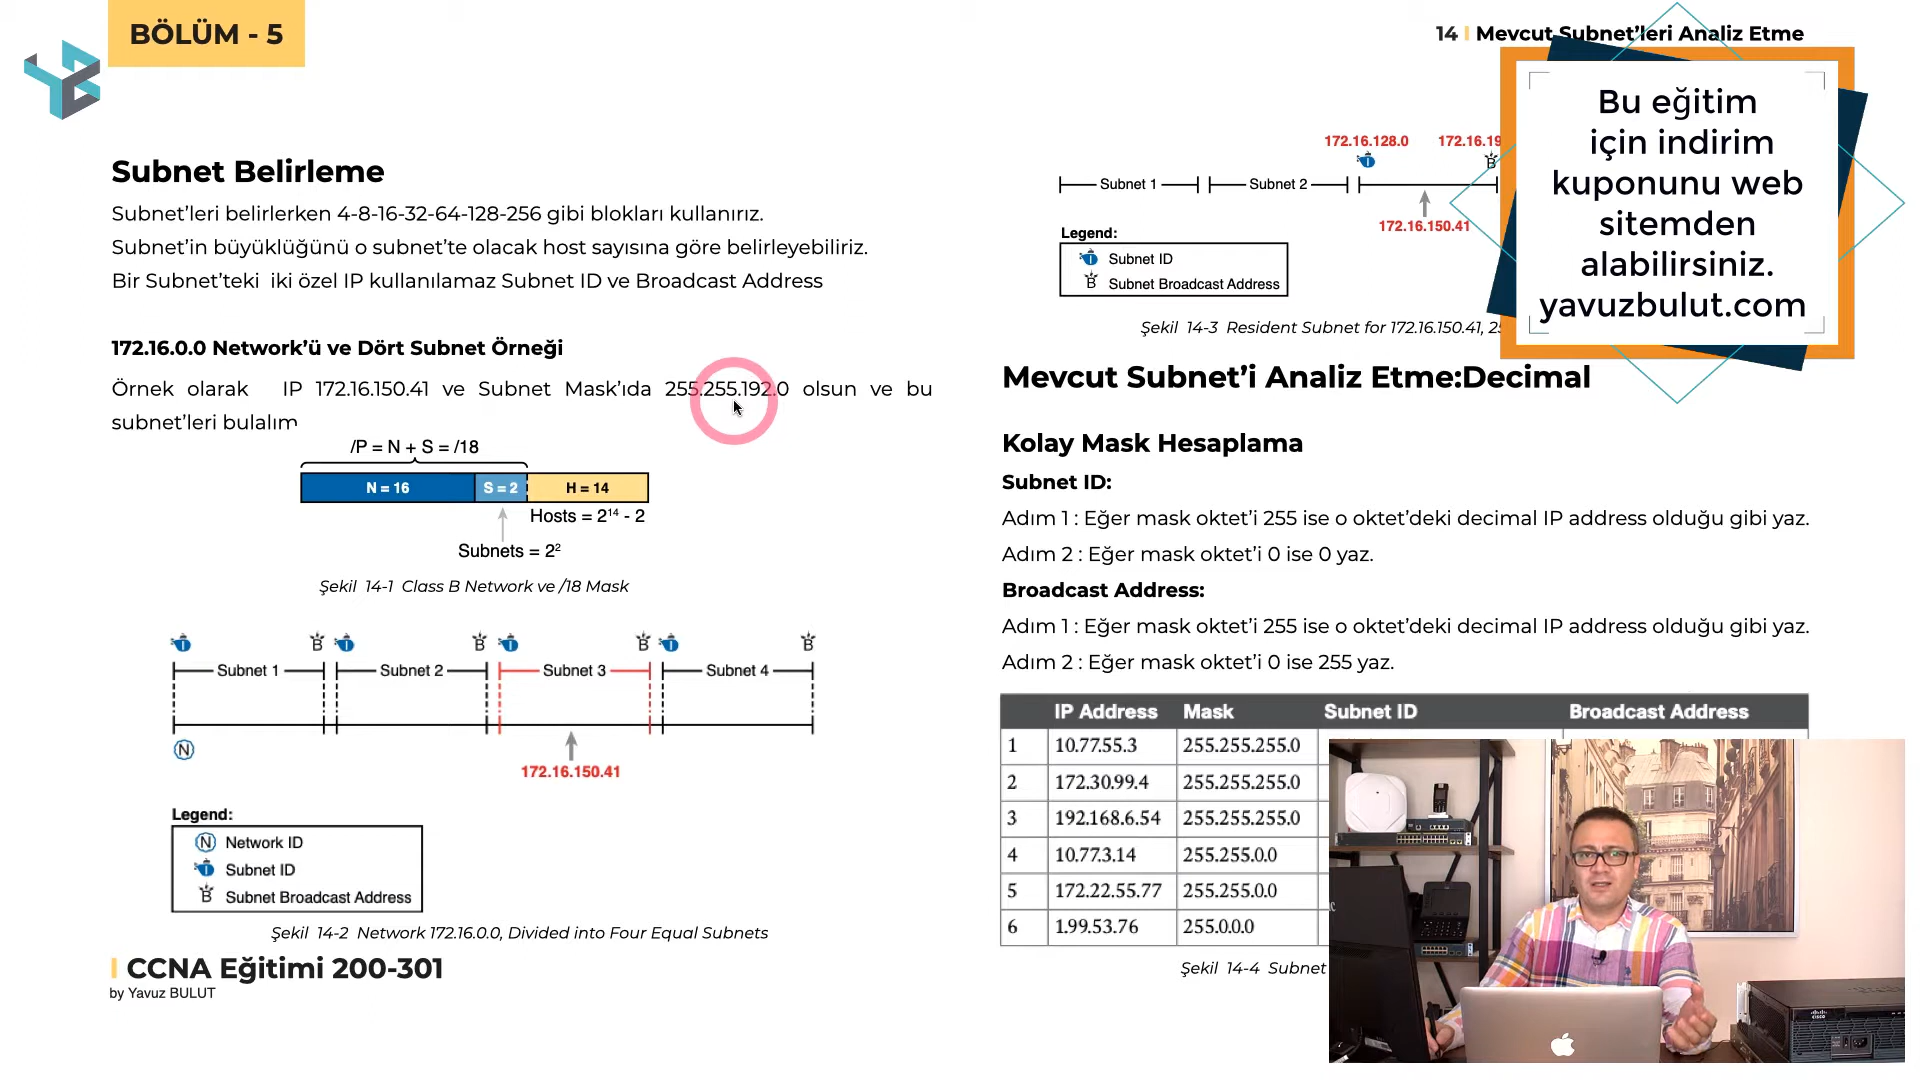 BÖLÜM - 5
Subnet Belirleme
Subnet’leri belirlerken 4-8-16-32-64-128-256 gibi blokları kullanırız.
Subnet’in büyüklüğünü o subnet’te olacak host sayısına göre belirleyebiliriz.
Bir Subnet’teki iki özel IP kullanılamaz Subnet ID ve Broadcast Address
172.16.0.0 Network’ü ve Dört Subnet Örneği
Örnek olarak IP 172.16.150.41 ve Subnet Mask’ıda 255.255.192.0 olsun ve bu
subnet’leri bulalım
/P = N + S = /18
N = 16 S = 2 H = 14
Hosts = 2¹⁴ - 2
Subnets = 2²
Şekil 14-1 Class B Network ve /18 Mask
I B I B I B I B
Subnet 1 Subnet 2 Subnet 3 Subnet 4
N
172.16.150.41
Legend:
N Network ID
I Subnet ID
B Subnet Broadcast Address
Şekil 14-2 Network 172.16.0.0, Divided into Four Equal Subnets
CCNA Eğitimi 200-301
by Yavuz BULUT
14 | Mevcut Subnet’leri Analiz Etme
Bu eğitim
için indirim
kuponunu web
sitemden
alabilirsiniz.
yavuzbulut.com
172.16.128.0 172.16.19
I B
Subnet 1 Subnet 2
172.16.150.41
Legend:
I Subnet ID
B Subnet Broadcast Address
Şekil 14-3 Resident Subnet for 172.16.150.41,
Mevcut Subnet’i Analiz Etme:Decimal
Kolay Mask Hesaplama
Subnet ID:
Adım 1 : Eğer mask oktet’i 255 ise o oktet’deki decimal IP address olduğu gibi yaz.
Adım 2 : Eğer mask oktet’i 0 ise 0 yaz.
Broadcast Address:
Adım 1 : Eğer mask oktet’i 255 ise o oktet’deki decimal IP address olduğu gibi yaz.
Adım 2 : Eğer mask oktet’i 0 ise 255 yaz.
IP Address Mask Subnet ID Broadcast Address
1 10.77.55.3 255.255.255.0
2 172.30.99.4 255.255.255.0
3 192.168.6.54 255.255.255.0
4 10.77.3.14 255.255.0.0
5 172.22.55.77 255.255.0.0
6 1.99.53.76 255.0.0.0
Şekil 14-4 Subnet